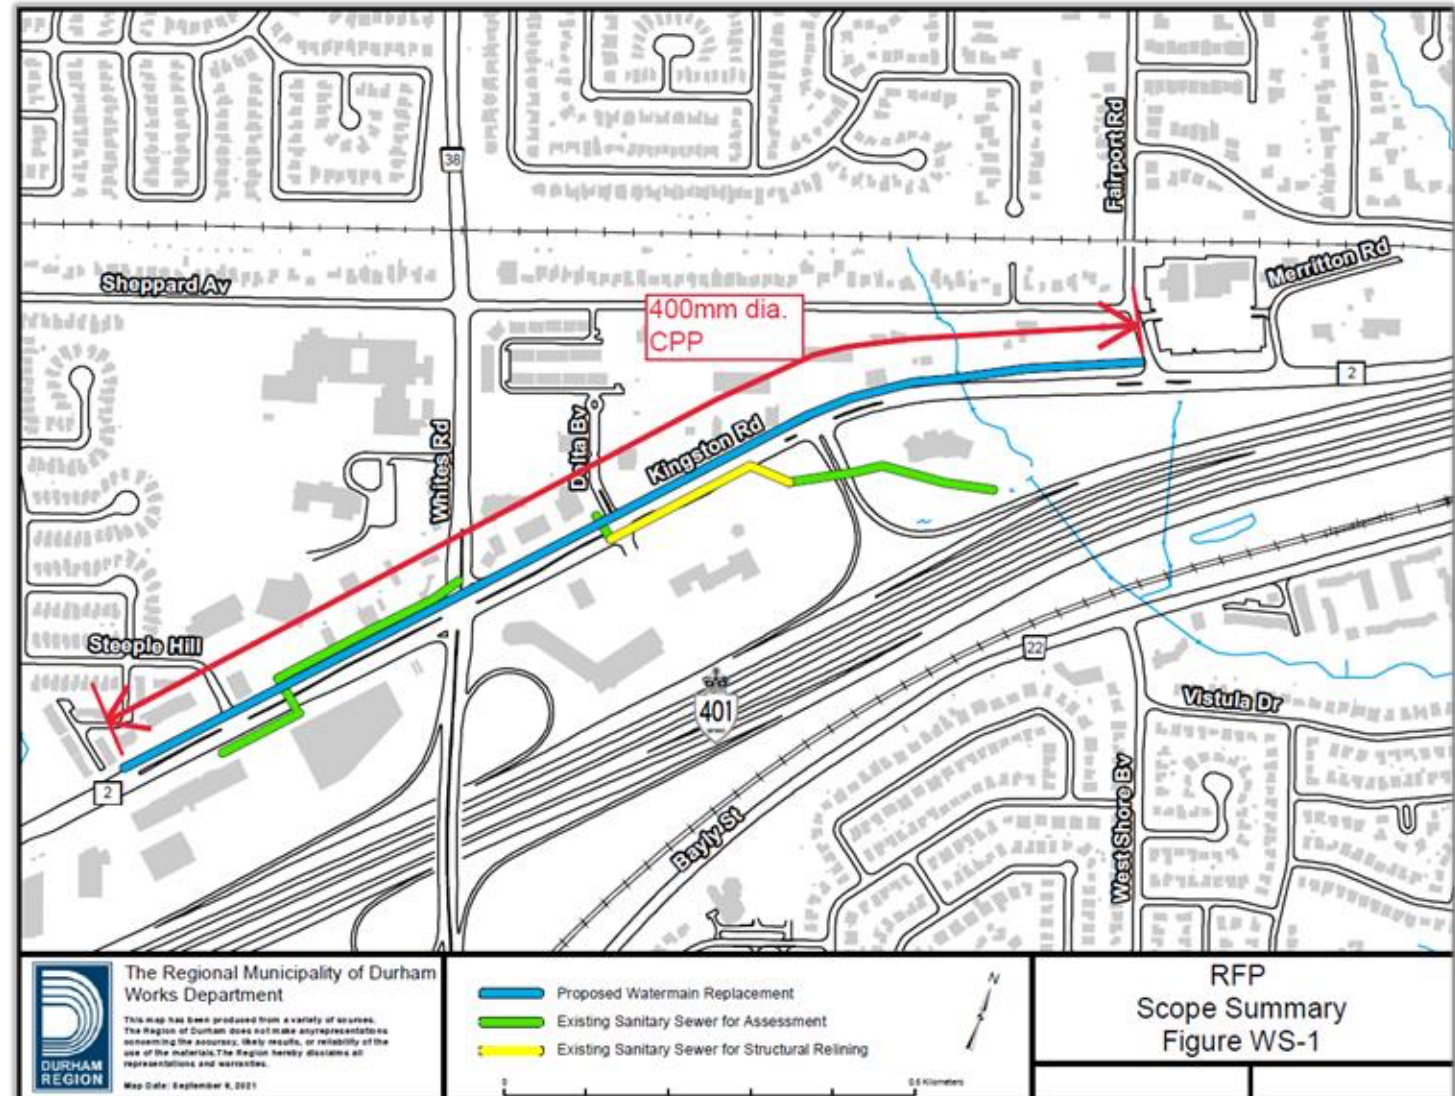 38
Fairport Rd
Sheppard Av
Merritton Rd
400mm dia.
CPP
2
Whites Rd
Delta Bv
Kingston Rd
Steeple Hill
22
401
Vistula Dr
2
Bayly St
West Shore Bv
DURHAM
REGION
The Regional Municipality of Durham
Works Department
This map has been produced from a variety of sources.
The Region of Durham does not make anyrepresentations
concerning the accuracy, likely results, or reliability of the
use of the materials.The Region hereby disclaims all
representations and warranties.
Map Date: September 8, 2021
Proposed Watermain Replacement
Existing Sanitary Sewer for Assessment
Existing Sanitary Sewer for Structural Relining
N
0
0.5 Kilometers
RFP
Scope Summary
Figure WS-1